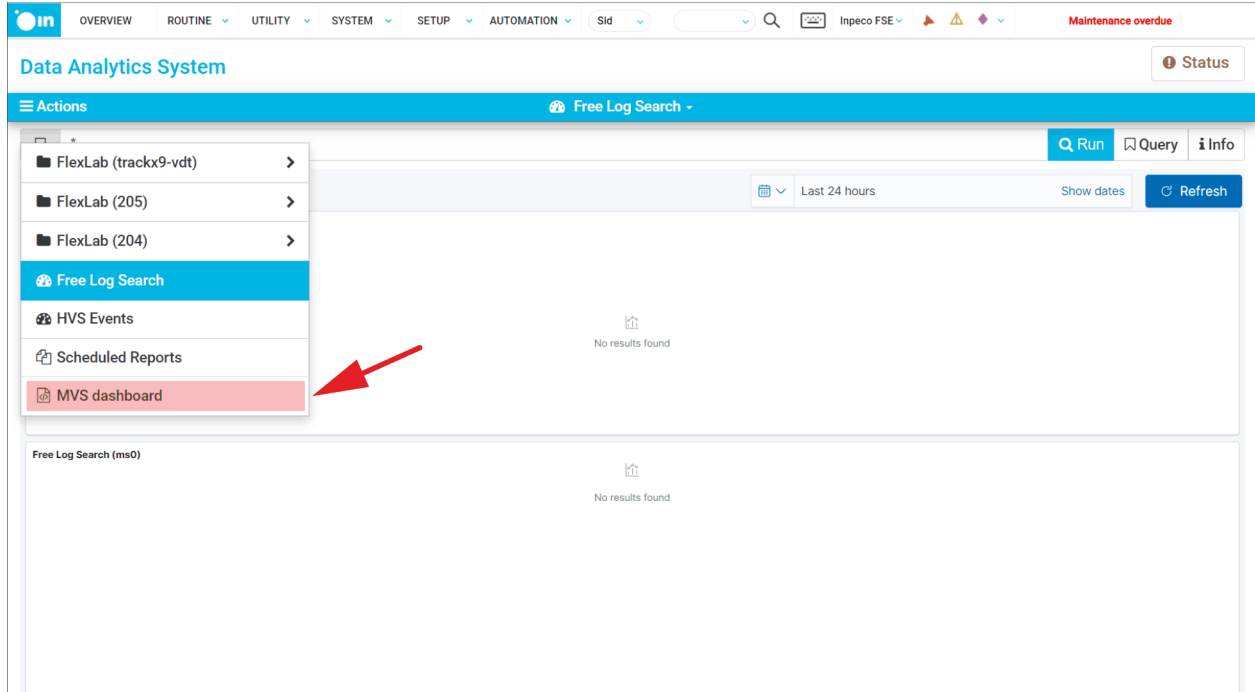 in OVERVIEW ROUTINE UTILITY SYSTEM SETUP AUTOMATION Sid Inpeco FSE Maintenance overdue
Data Analytics System
Status
Actions
Free Log Search
*
Run Query Info
FlexLab (trackx9-vdt)
FlexLab (205)
FlexLab (204)
Free Log Search
HVS Events
Scheduled Reports
MVS dashboard
Last 24 hours Show dates Refresh
No results found
Free Log Search (ms0)
No results found